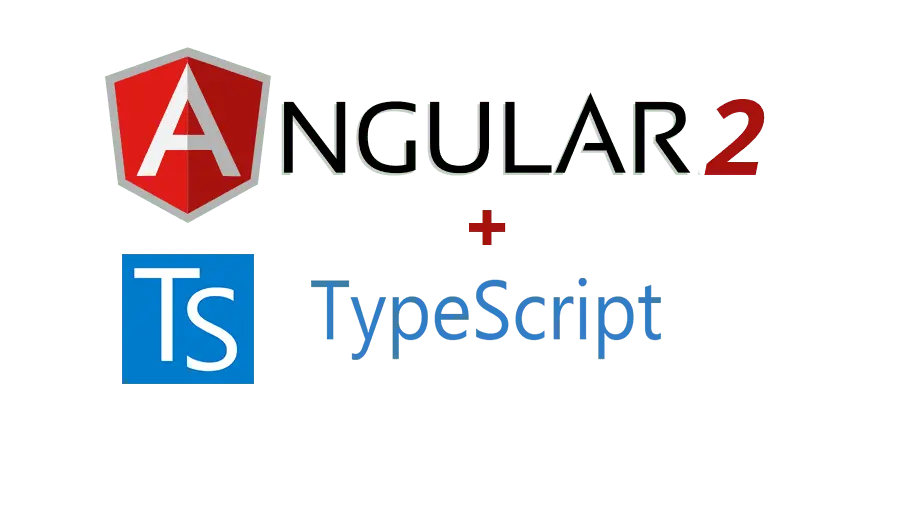 ANGULAR 2
+
TS TypeScript